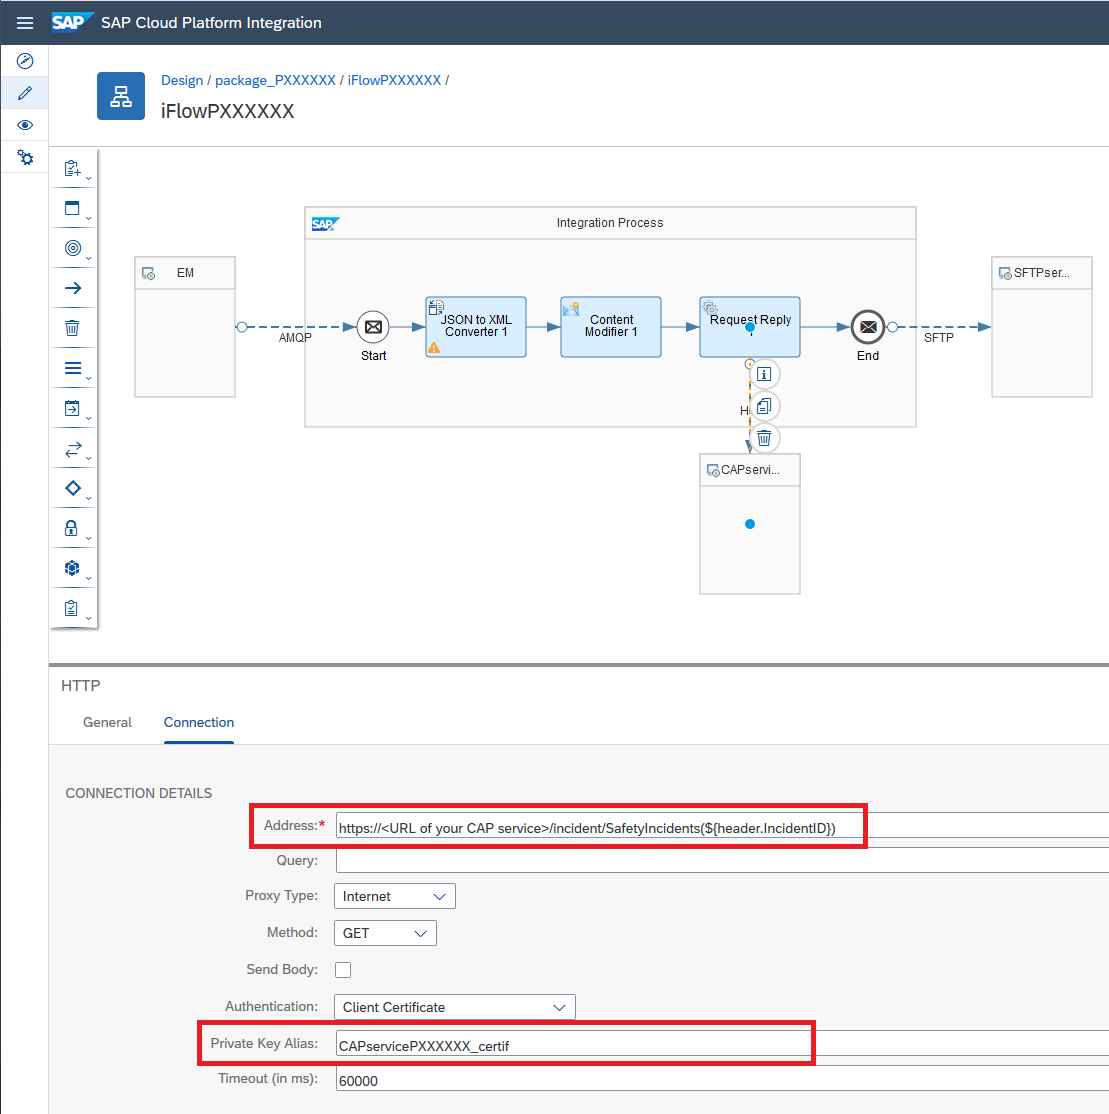 SAP SAP Cloud Platform Integration
Design / package_PXXXXXX / iFlowPXXXXXX /
iFlowPXXXXXX
SAP Integration Process
EM
SFTPser...
JSON to XML
Converter 1
Content
Modifier 1
Request Reply
AMQP
Start
End
SFTP
CAPservi...
HTTP
General Connection
CONNECTION DETAILS
Address:* https://<URL of your CAP service>/incident/SafetyIncidents(${header.IncidentID})
Query:
Proxy Type: Internet
Method: GET
Send Body:
Authentication: Client Certificate
Private Key Alias: CAPservicePXXXXXX_certif
Timeout (in ms): 60000